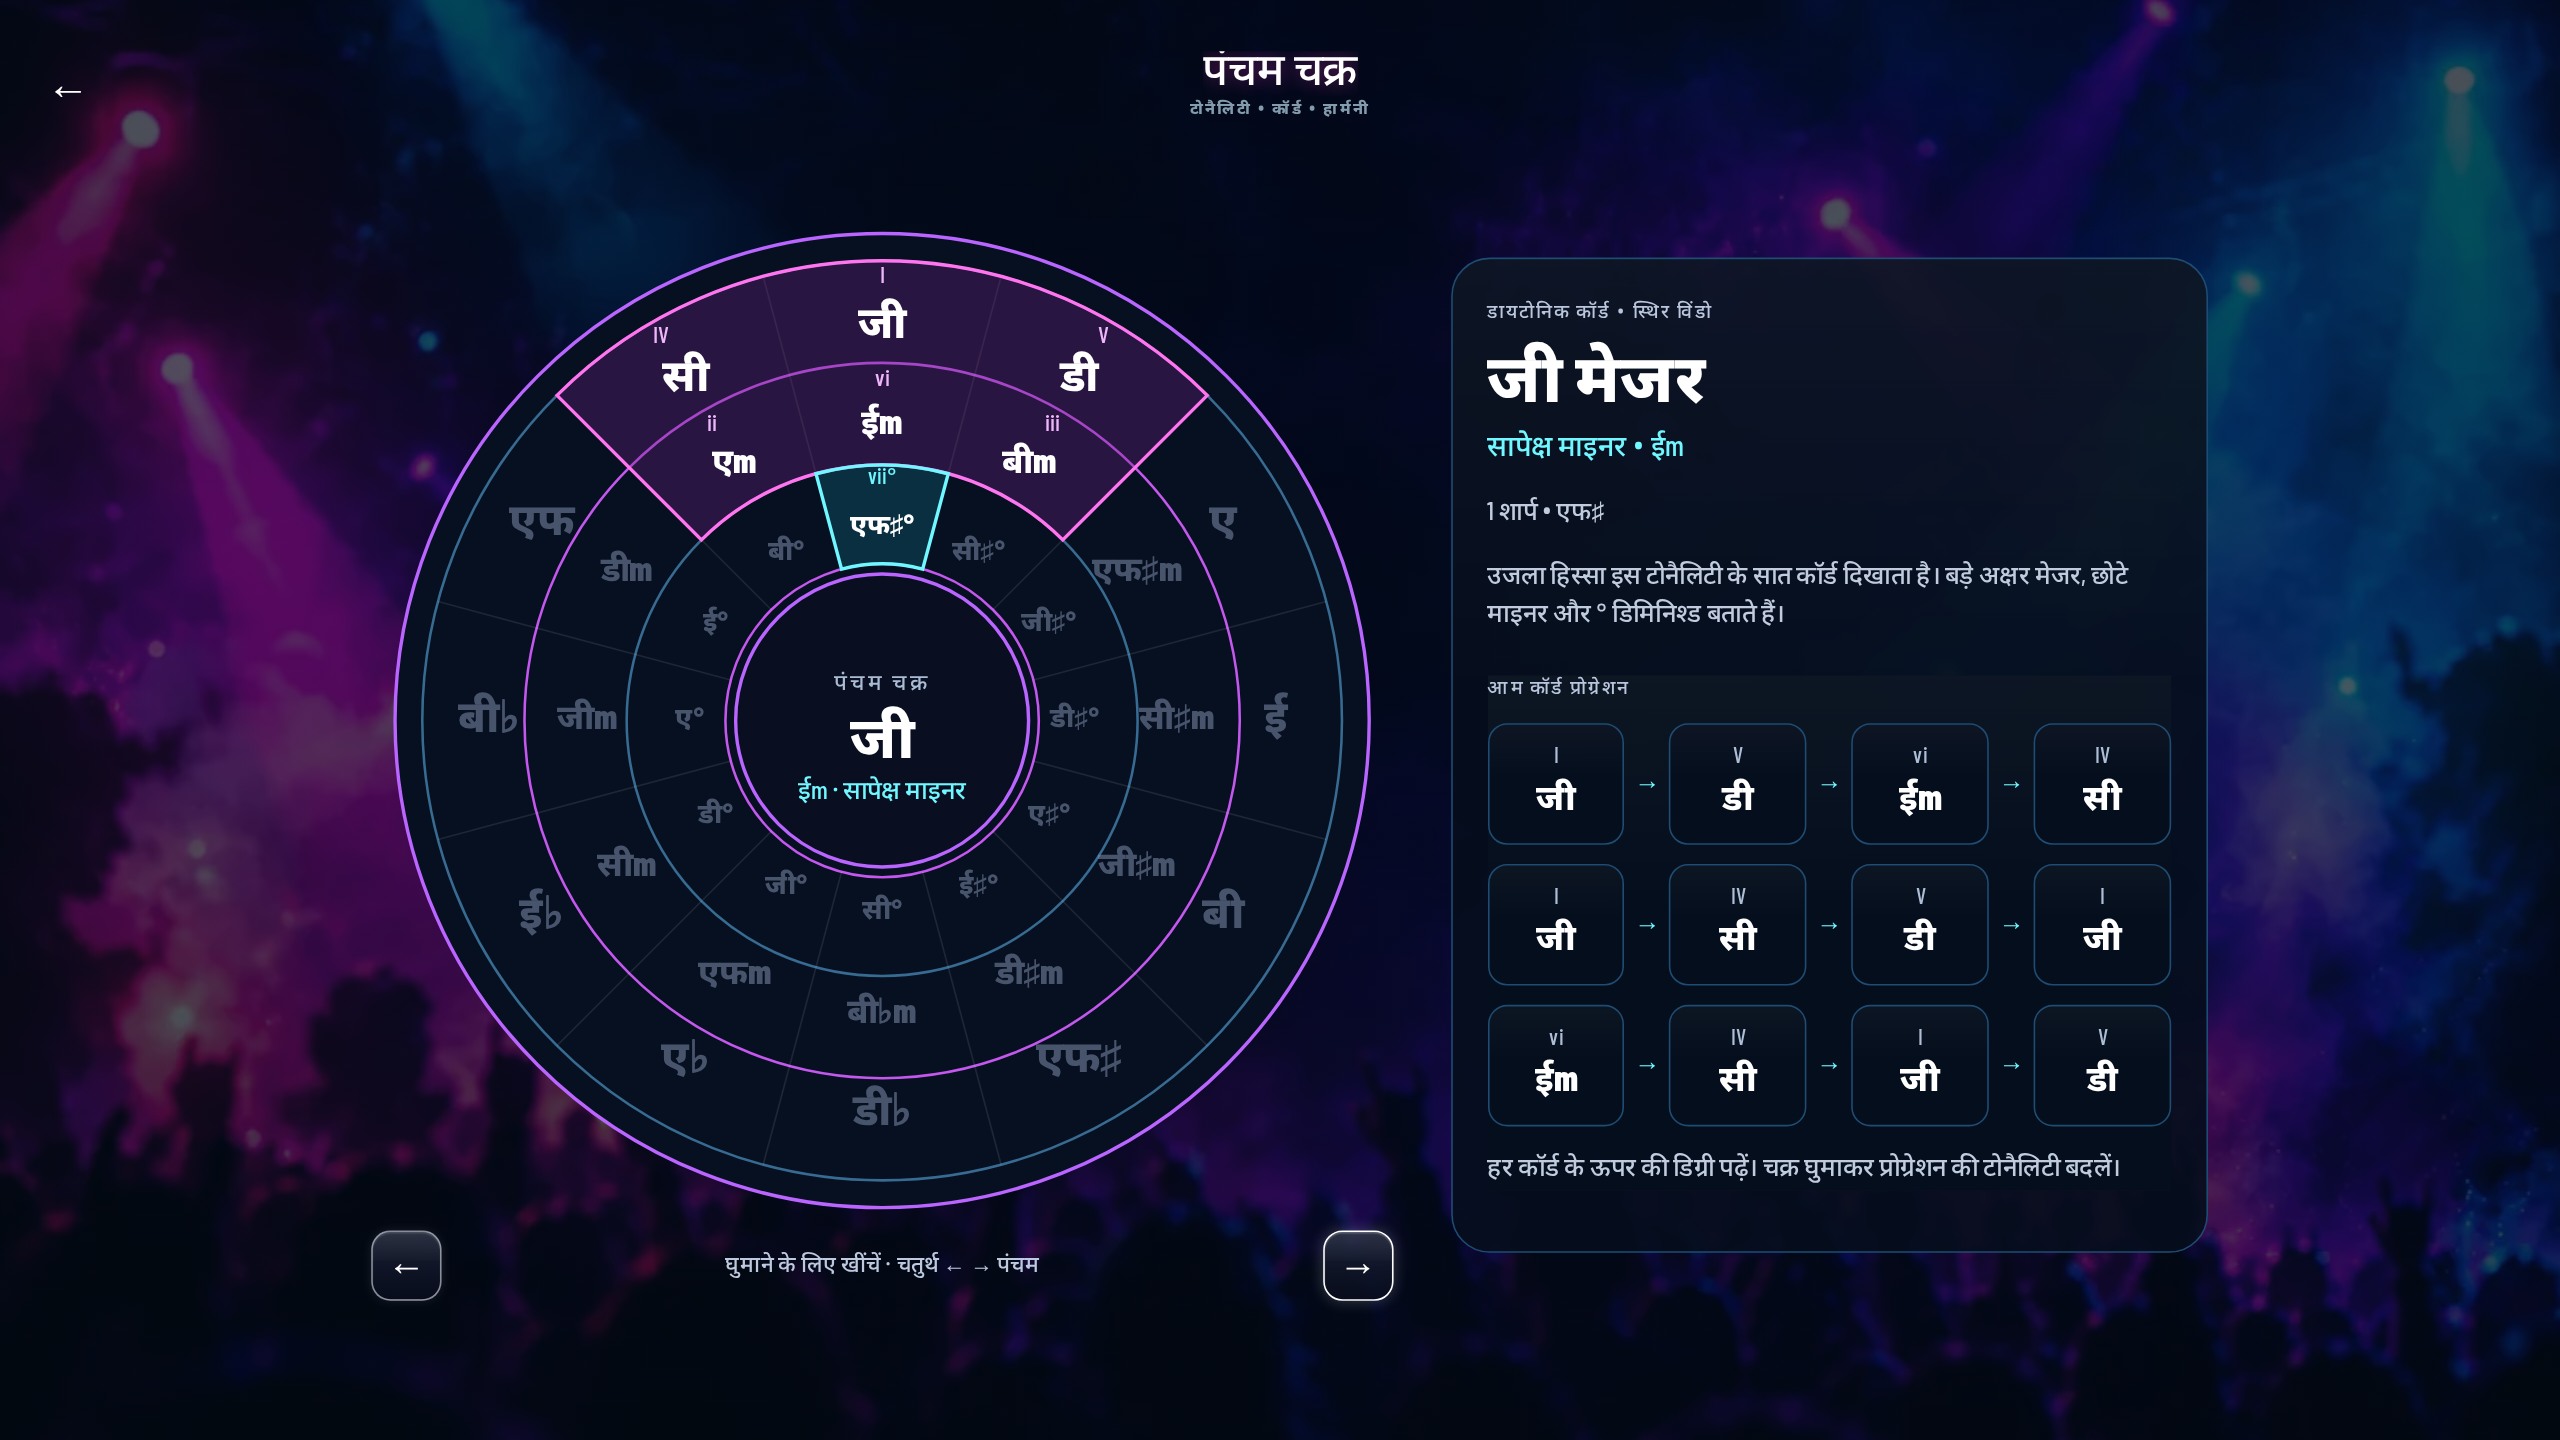 ←
पंचम चक्र
टोनैलिटी • कॉर्ड • हार्मनी
I
जी
IV
सी
V
डी
vi
ईm
ii
एm
iii
बीm
vii°
एफ♯°
एफ
डीm
बी°
सी♯°
एफ♯m
ए
ई°
जी♯°
बी♭
जीm
ए°
डी♯°
सी♯m
ई
पंचम चक्र
जी
ईm · सापेक्ष माइनर
डी°
ए♯°
सीm
जी♯m
ई♭
जी°
सी°
ई♯°
बी
एफm
बी♭m
डी♯m
ए♭
डी♭
एफ♯
←
घुमाने के लिए खींचें · चतुर्थ ← → पंचम
→
डायटोनिक कॉर्ड • स्थिर विंडो
जी मेजर
सापेक्ष माइनर • ईm
1 शार्प • एफ♯
उजला हिस्सा इस टोनैलिटी के सात कॉर्ड दिखाता है। बड़े अक्षर मेजर, छोटे
माइनर और ° डिमिनिश्ड बताते हैं।
आम कॉर्ड प्रोग्रेशन
I V vi IV
जी → डी → ईm → सी
I IV V I
जी → सी → डी → जी
vi IV I V
ईm → सी → जी → डी
हर कॉर्ड के ऊपर की डिग्री पढ़ें। चक्र घुमाकर प्रोग्रेशन की टोनैलिटी बदलें।